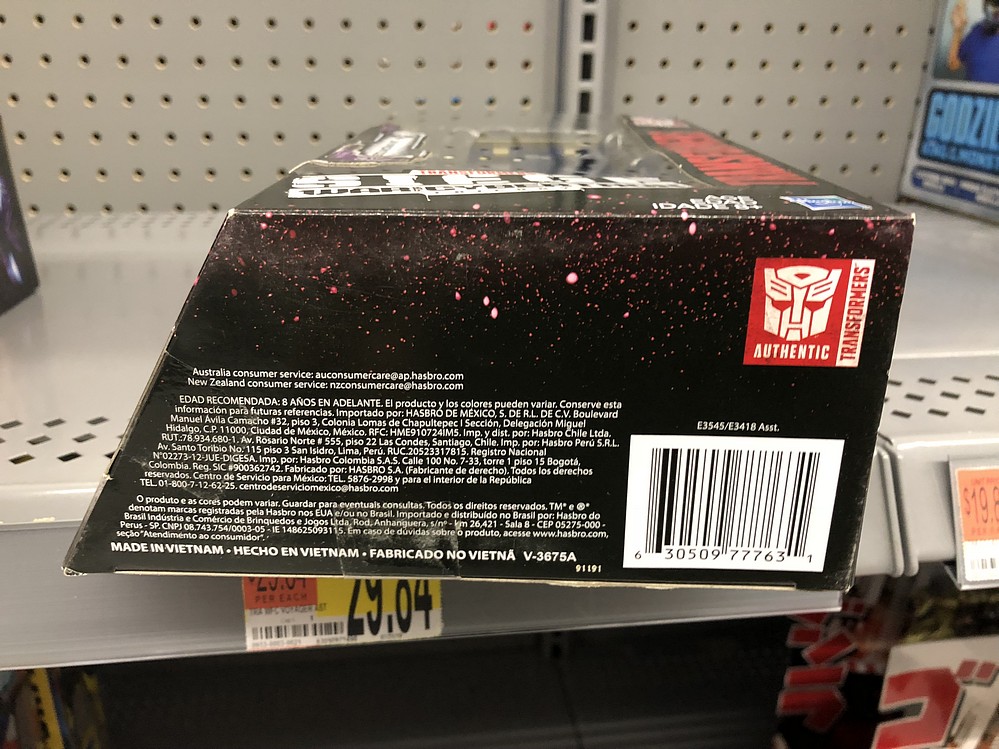 GODZIL
TRANSFORMERS
SIEGE
WAR FOR CYBERTRON
AUTHENTIC
TRANSFORMERS
Australia consumer service: auconsumercare@ap.hasbro.com
New Zealand consumer service: nzconsumercare@hasbro.com
EDAD RECOMENDADA: 8 AÑOS EN ADELANTE. El producto y los colores pueden variar. Conserve esta
información para futuras referencias. Importado por: HASBRO DE MÉXICO, S. DE R.L. DE C.V. Boulevard
Manuel Ávila Camacho #32, piso 3, Colonia Lomas de Chapultepec I Sección, Delegación Miguel
Hidalgo, C.P. 11000, Ciudad de México, México. RFC: HME910724IM5. Imp. y dist. por: Hasbro Chile Ltda.
RUT.:78.934.680-1, Av. Rosario Norte # 555, piso 22 Las Condes, Santiago, Chile. Imp. por: Hasbro Perú S.R.L.
Av. Santo Toribio No. 115 piso 3 San Isidro, Lima, Perú. RUC.20523317815. Registro Nacional
N°02273-12-JUE-DIGESA. Imp. por: Hasbro Colombia S.A.S. Calle 100 No. 7-33, torre 1 piso 15 Bogotá,
Colombia. Reg. SIC #900362742. Fabricado por: HASBRO S.A. (Fabricante de derecho). Todos los derechos
reservados. Centro de Servicio para México: TEL. 5876-2998 y para el interior de la República
TEL. 01-800-7-12-62-25. centrodeserviciomexico@hasbro.com
O produto e as cores podem variar. Guardar para eventuais consultas. Todos os direitos reservados. TM* e ®*
denotam marcas registradas pela Hasbro nos EUA e/ou no Brasil. Importado e distribuído no Brasil por: Hasbro do
Brasil Indústria e Comércio de Brinquedos e Jogos Ltda, Rod. Anhanguera, s/nº - km 26,421 - Sala 8 - CEP 05275-000 -
Perus - SP. CNPJ 08.743.754/0003-05 - IE 148625093115. Em caso de dúvidas sobre o produto, acesse www.hasbro.com,
seção "Atendimento ao consumidor".
MADE IN VIETNAM • HECHO EN VIETNAM • FABRICADO NO VIETNÃ V-3675A
91191
E3545/E3418 Asst.
6 30509 77763 1
PER EACH
29.84
$19.